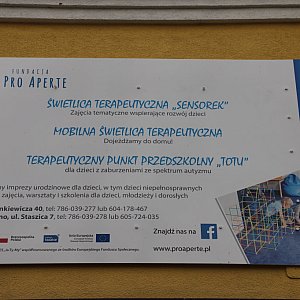 FUNDACJA
PRO APERTE
ŚWIETLICA TERAPEUTYCZNA „SENSOREK"
Zajęcia tematyczne wspierające rozwój dzieci
MOBILNA ŚWIETLICA TERAPEUTYCZNA
Dojeżdżamy do domu!
TERAPEUTYCZNY PUNKT PRZEDSZKOLNY „TOTU"
dla dzieci z zaburzeniami ze spektrum autyzmu
my imprezy urodzinowe dla dzieci, w tym dzieci niepełnosprawnych
zajęcia, warsztaty i szkolenia dla dzieci, młodzieży i dorosłych
nkiewicza 40, tel: 786-039-277 lub 604-178-467
no, ul. Staszica 7, tel: 786-039-278 lub 605-724-035
Znajdź nas na f
www.proaperte.pl